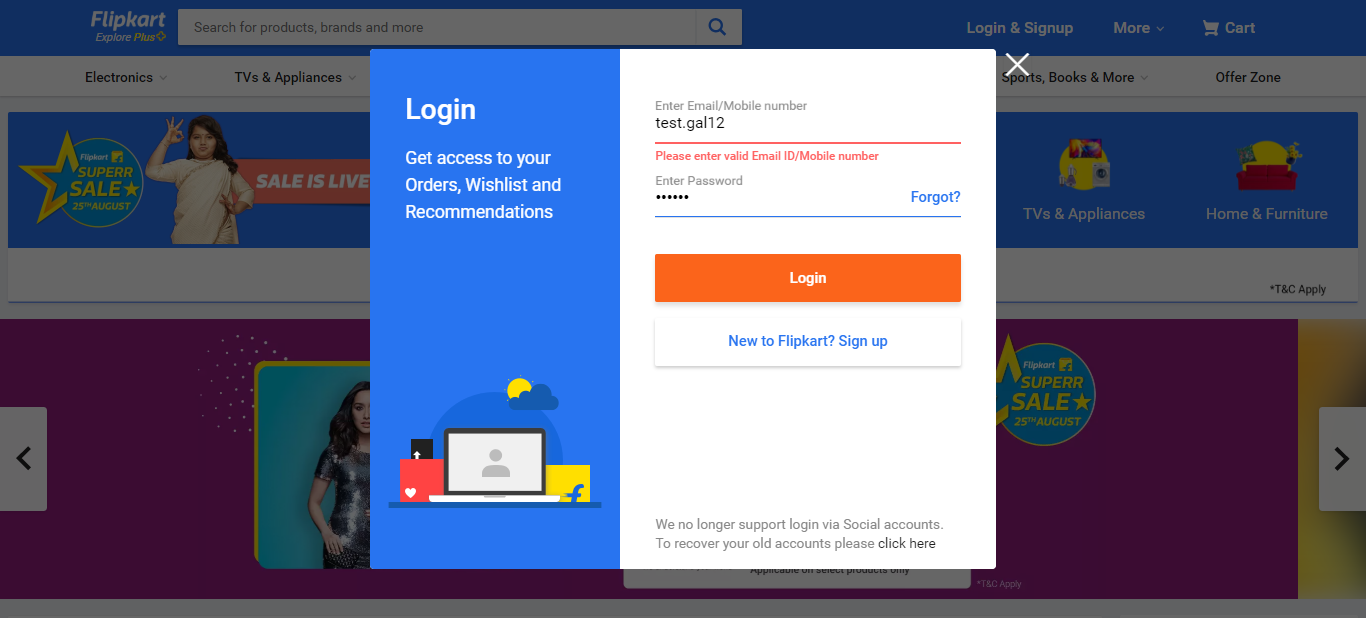 Flipkart
Explore Plus
Search for products, brands and more
Login & Signup
More
Cart
Electronics
TVs & Appliances
Sports, Books & More
Offer Zone
Flipkart
SUPERR
SALE
25TH AUGUST
SALE IS LIVE
TVs & Appliances
Home & Furniture
*T&C Apply
Login
Get access to your
Orders, Wishlist and
Recommendations
Enter Email/Mobile number
test.gal12
Please enter valid Email ID/Mobile number
Enter Password
••••••
Forgot?
Login
New to Flipkart? Sign up
We no longer support login via Social accounts.
To recover your old accounts please click here
Flipkart
SUPERR
SALE
25TH AUGUST
Applicable on select products only
*T&C Apply